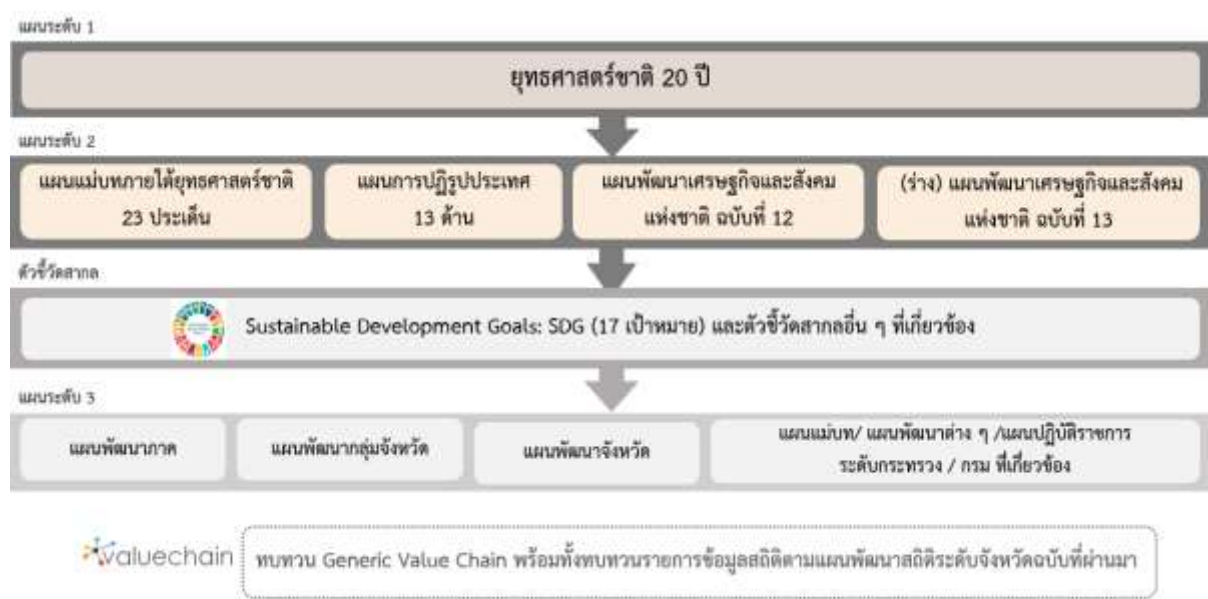 แผนระดับ 1
ยุทธศาสตร์ชาติ 20 ปี
แผนระดับ 2
แผนแม่บทภายใต้ยุทธศาสตร์ชาติ
23 ประเด็น
แผนการปฏิรูปประเทศ
13 ด้าน
แผนพัฒนาเศรษฐกิจและสังคม
แห่งชาติ ฉบับที่ 12
(ร่าง) แผนพัฒนาเศรษฐกิจและสังคม
แห่งชาติ ฉบับที่ 13
ตัวชี้วัดสากล
Sustainable Development Goals: SDG (17 เป้าหมาย) และตัวชี้วัดสากลอื่น ๆ ที่เกี่ยวข้อง
แผนระดับ 3
แผนพัฒนาภาค
แผนพัฒนากลุ่มจังหวัด
แผนพัฒนาจังหวัด
แผนแม่บท/ แผนพัฒนาต่าง ๆ /แผนปฏิบัติราชการ
ระดับกระทรวง / กรม ที่เกี่ยวข้อง
valuechain
ทบทวน Generic Value Chain พร้อมทั้งทบทวนรายการข้อมูลสถิติตามแผนพัฒนาสถิติระดับจังหวัดฉบับที่ผ่านมา